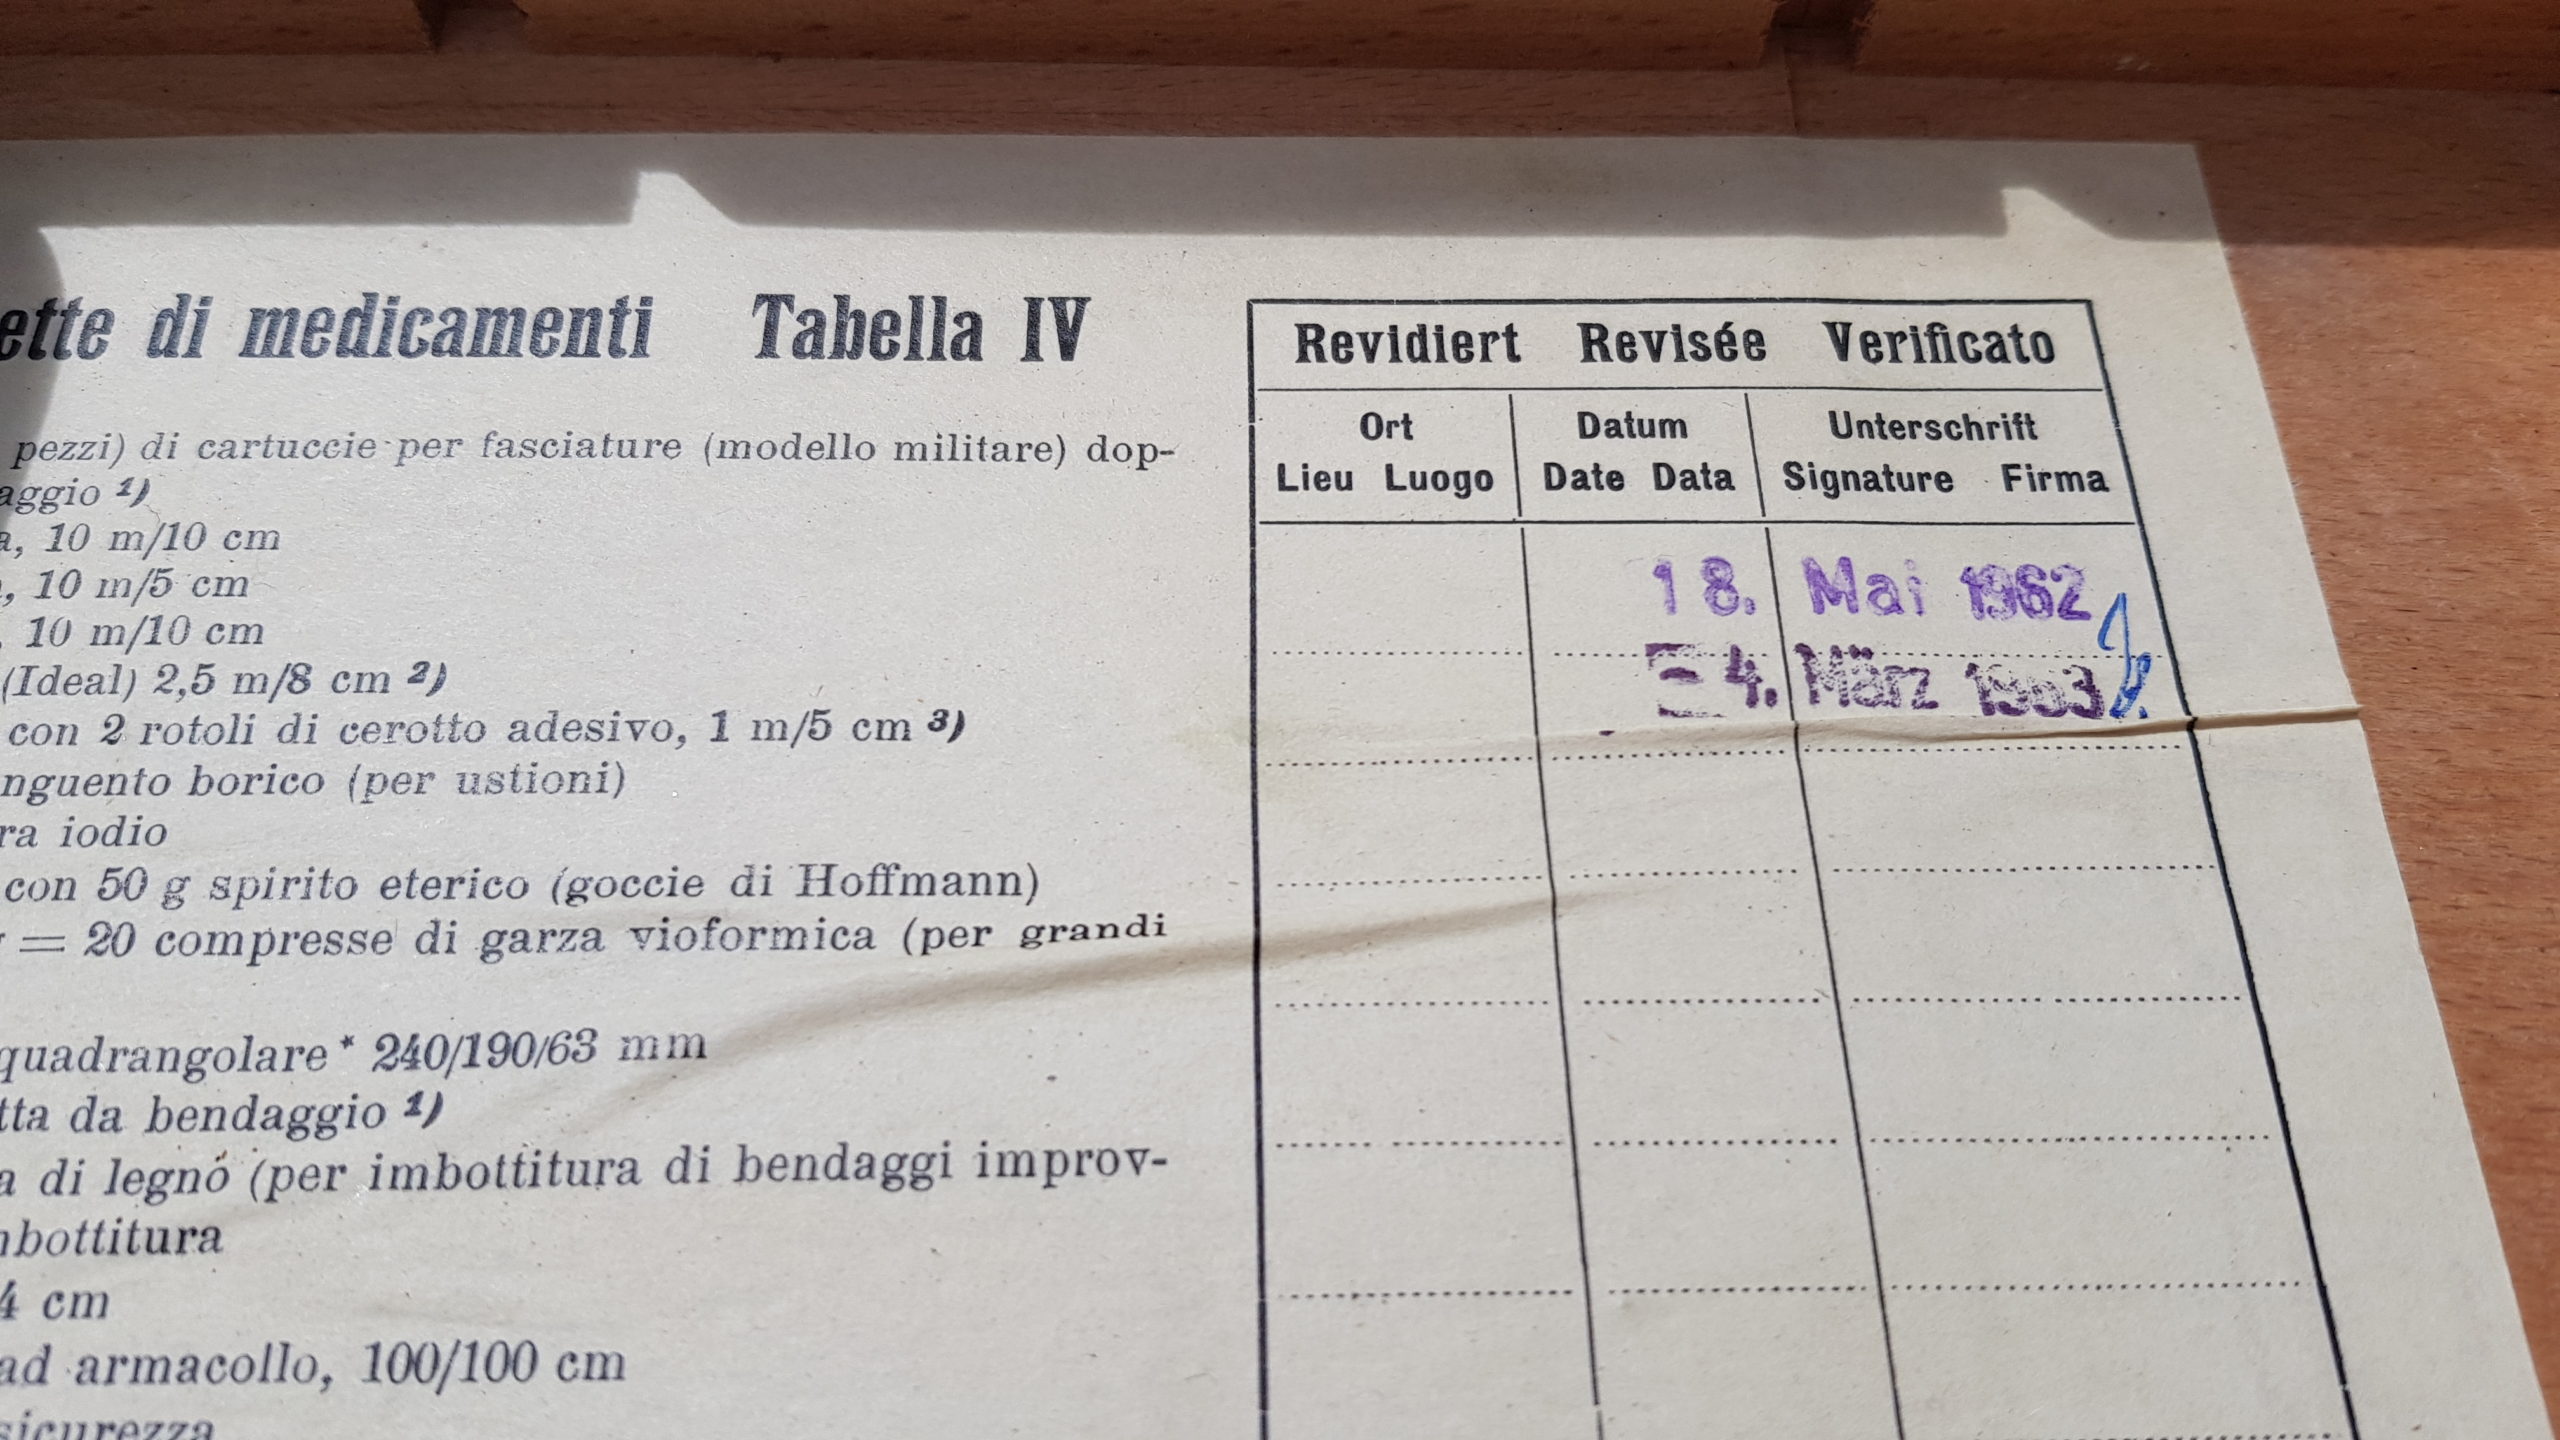 ette di medicamenti Tabella IV
pezzi) di cartuccie per fasciature (modello militare) dop-
aggio 1)
a, 10 m/10 cm
, 10 m/5 cm
, 10 m/10 cm
(Ideal) 2,5 m/8 cm 2)
con 2 rotoli di cerotto adesivo, 1 m/5 cm 3)
nguento borico (per ustioni)
ra iodio
con 50 g spirito eterico (goccie di Hoffmann)
= 20 compresse di garza vioformica (per grandi
quadrangolare * 240/190/63 mm
tta da bendaggio 1)
a di legno (per imbottitura di bendaggi improv-
mbottitura
4 cm
ad armacollo, 100/100 cm
sicurezza
Revidiert Revisée Verificato
Ort Datum Unterschrift
Lieu Luogo Date Data Signature Firma
18. Mai 1962
4. März 1963